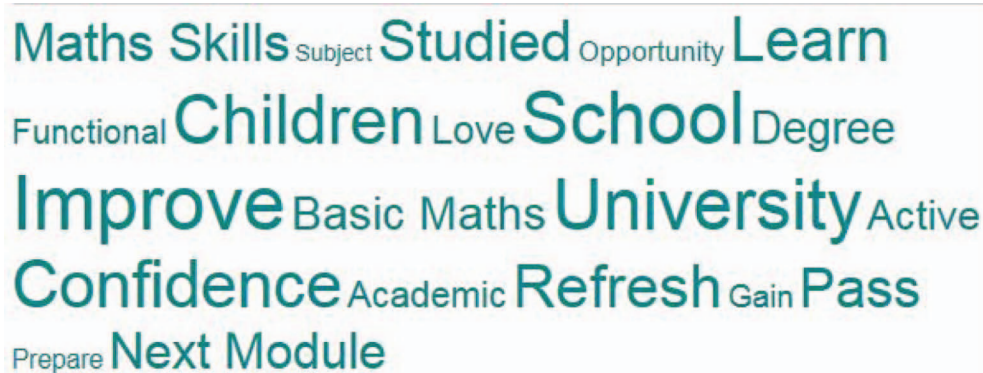 Maths Skills Subject Studied Opportunity Learn
Functional Children Love School Degree
Improve Basic Maths University Active
Confidence Academic Refresh Gain Pass
Prepare Next Module